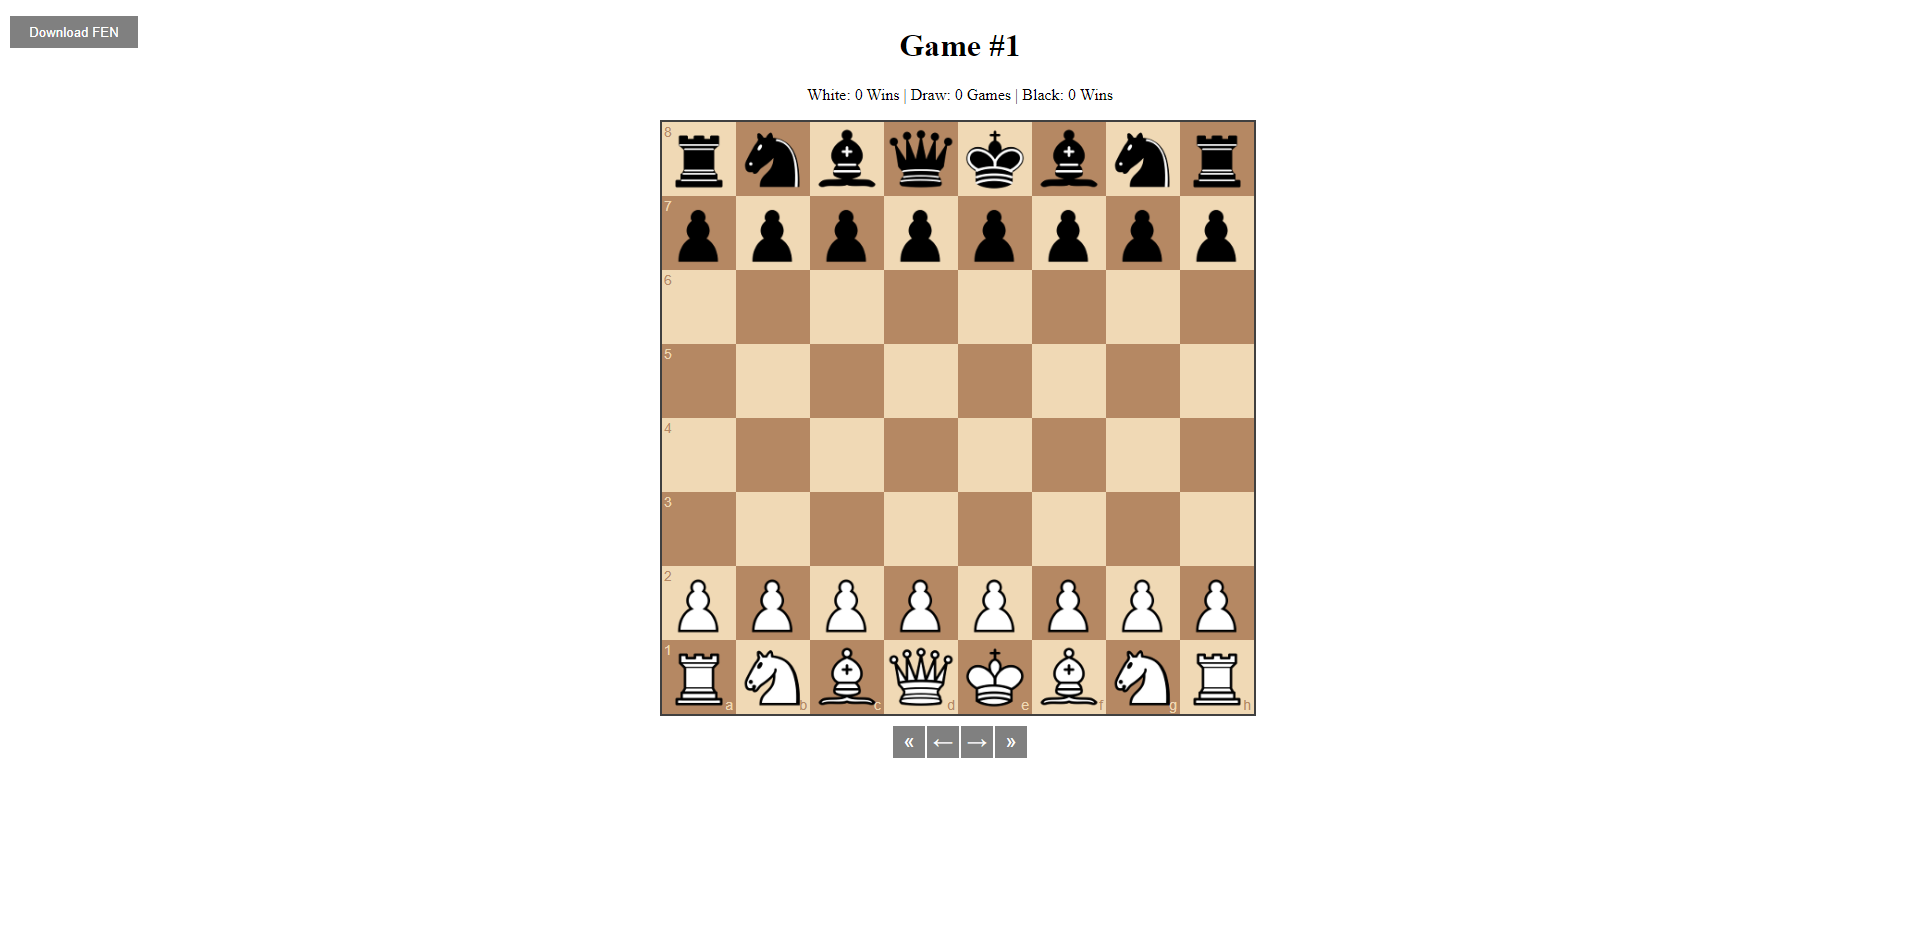 Download FEN
Game #1
White: 0 Wins | Draw: 0 Games | Black: 0 Wins
8
7
6
5
4
3
2
1
a b c d e f g h
« ← → »